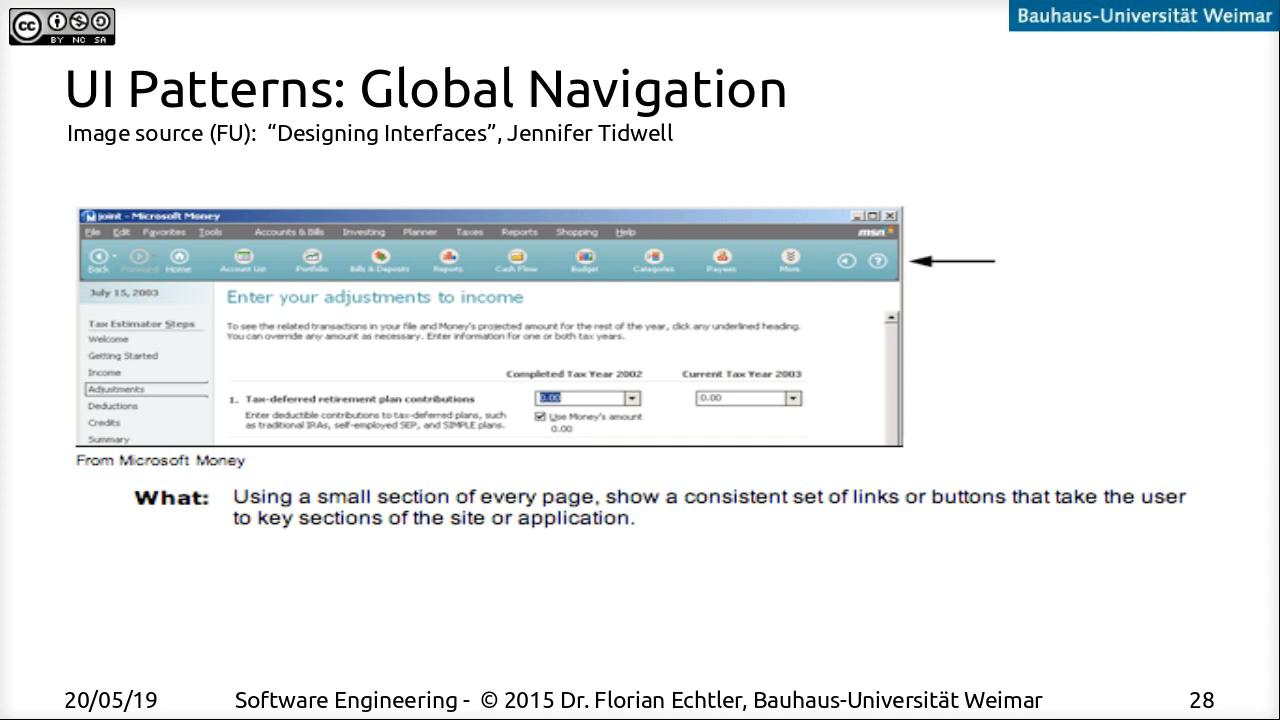 cc BY NC SA
Bauhaus-Universität Weimar
UI Patterns: Global Navigation
Image source (FU): “Designing Interfaces”, Jennifer Tidwell
joint - Microsoft Money
File Edit Favorites Tools Accounts & Bills Investing Planner Taxes Reports Shopping Help msn
Back Forward Home Account List Portfolio Bills & Deposits Reports Cash Flow Budget Categories Payees More ?
July 15, 2003
Enter your adjustments to income
Tax Estimator Steps
To see the related transactions in your file and Money's projected amount for the rest of the year, click any underlined heading.
You can override any amount as necessary. Enter information for one or both tax years.
Welcome
Getting Started
Income
Adjustments
Deductions
Credits
Summary
Completed Tax Year 2002 Current Tax Year 2003
1. Tax-deferred retirement plan contributions 0.00 0.00
Enter deductible contributions to tax-deferred plans, such
as traditional IRAs, self-employed SEP, and SIMPLE plans.
Use Money's amount
0.00
From Microsoft Money
What: Using a small section of every page, show a consistent set of links or buttons that take the user
to key sections of the site or application.
20/05/19 Software Engineering - © 2015 Dr. Florian Echtler, Bauhaus-Universität Weimar 28